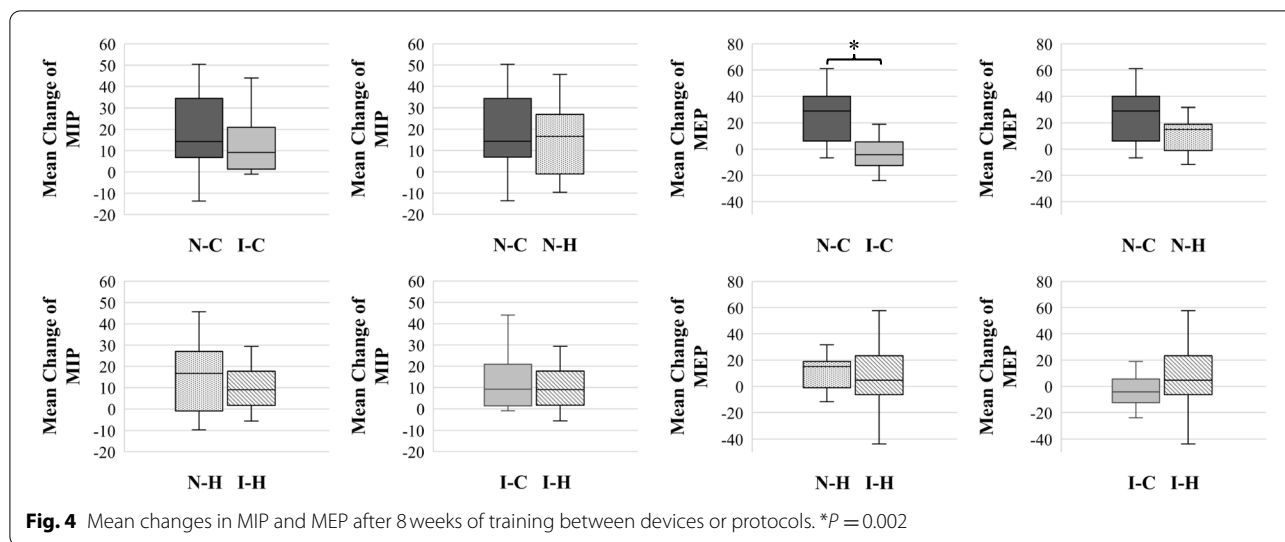 60
50
40
30
20
10
0
-10
-20
Mean Change of
MIP
N-C I-C
60
50
40
30
20
10
0
-10
-20
Mean Change of
MIP
N-C N-H
80
60
40
20
0
-20
-40
Mean Change of
MEP
*
N-C I-C
80
60
40
20
0
-20
-40
Mean Change of
MEP
N-C N-H
60
50
40
30
20
10
0
-10
-20
Mean Change of
MIP
N-H I-H
60
50
40
30
20
10
0
-10
-20
Mean Change of
MIP
I-C I-H
80
60
40
20
0
-20
-40
Mean Change of
MEP
N-H I-H
80
60
40
20
0
-20
-40
Mean Change of
MEP
I-C I-H
Fig. 4 Mean changes in MIP and MEP after 8 weeks of training between devices or protocols. *P = 0.002